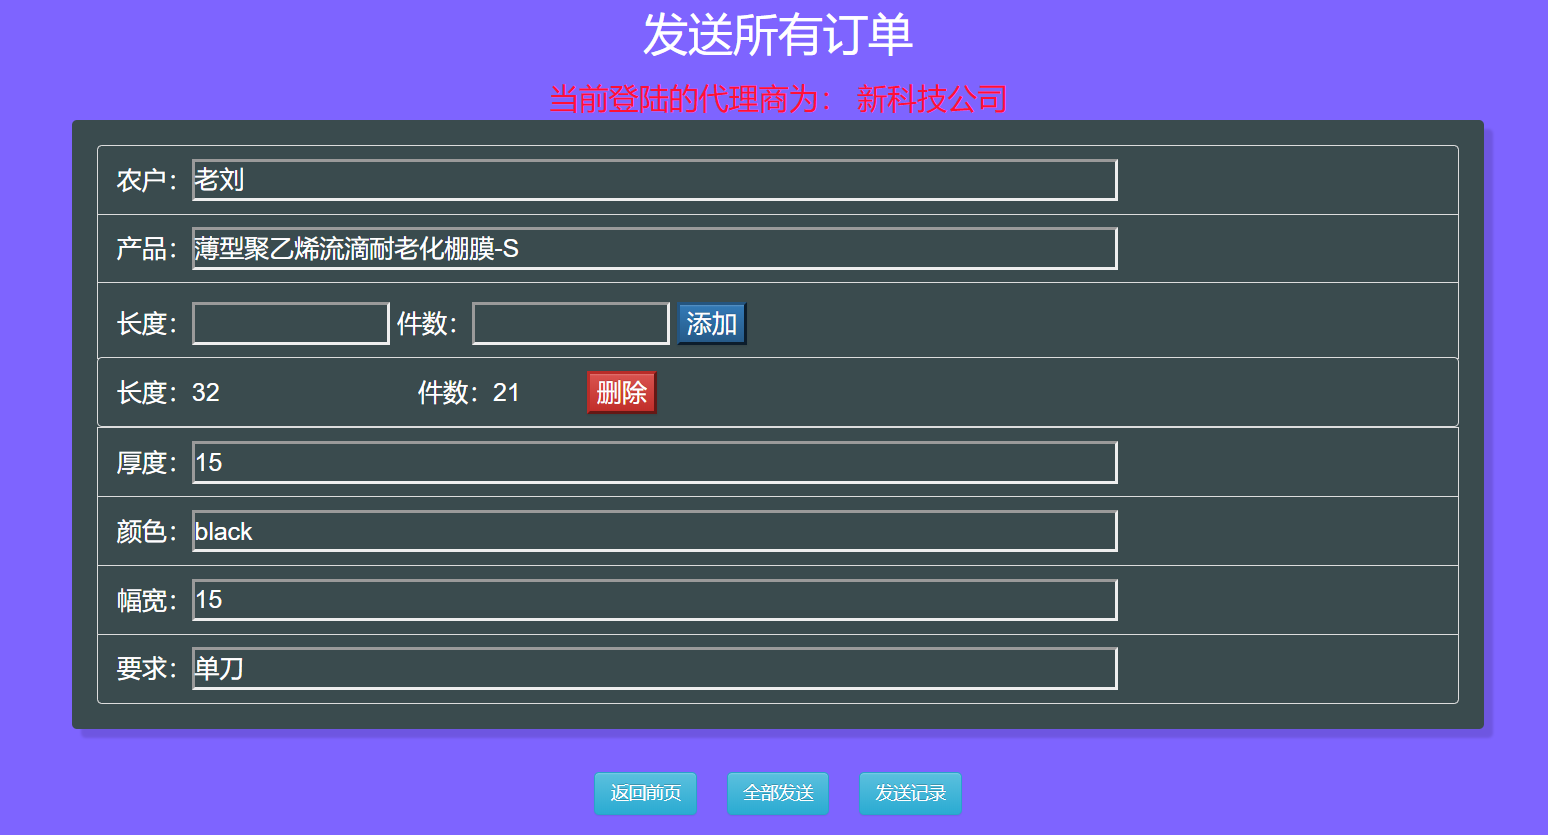 发送所有订单
当前登陆的代理商为： 新科技公司
农户：老刘
产品：薄型聚乙烯流滴耐老化棚膜-S
长度： 件数： 添加
长度：32 件数：21 删除
厚度：15
颜色：black
幅宽：15
要求：单刀
返回前页 全部发送 发送记录